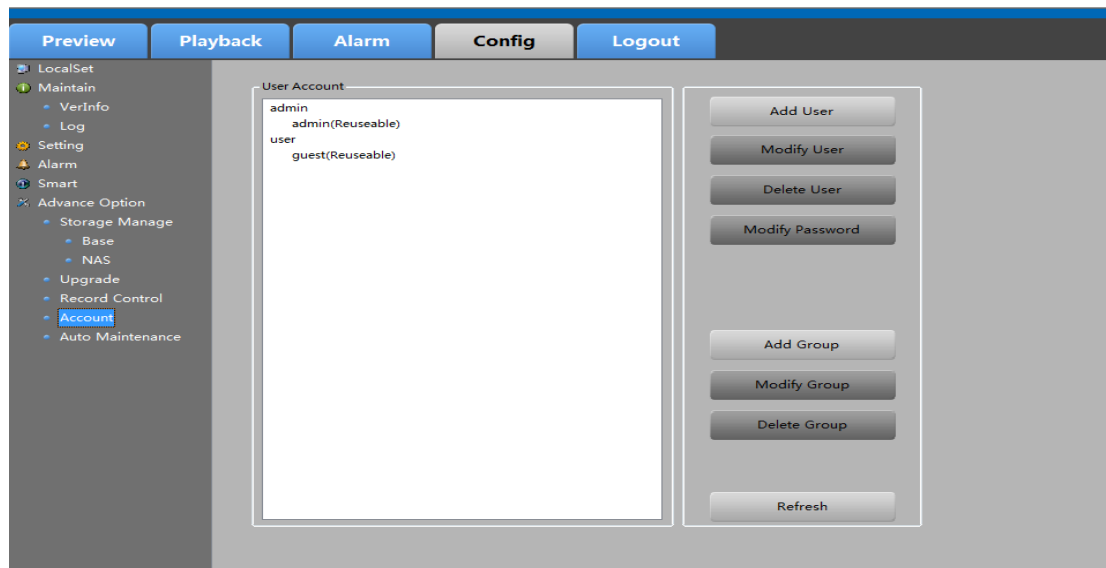 Preview Playback Alarm Config Logout
LocalSet
Maintain
VerInfo
Log
Setting
Alarm
Smart
Advance Option
Storage Manage
Base
NAS
Upgrade
Record Control
Account
Auto Maintenance
User Account
admin
admin(Reuseable)
user
guest(Reuseable)
Add User
Modify User
Delete User
Modify Password
Add Group
Modify Group
Delete Group
Refresh